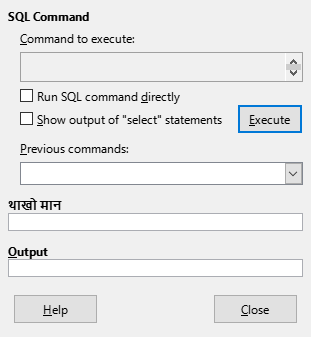 SQL Command
Command to execute:
Run SQL command directly
Show output of "select" statements
Execute
Previous commands:
थाखो मान
Output
Help
Close